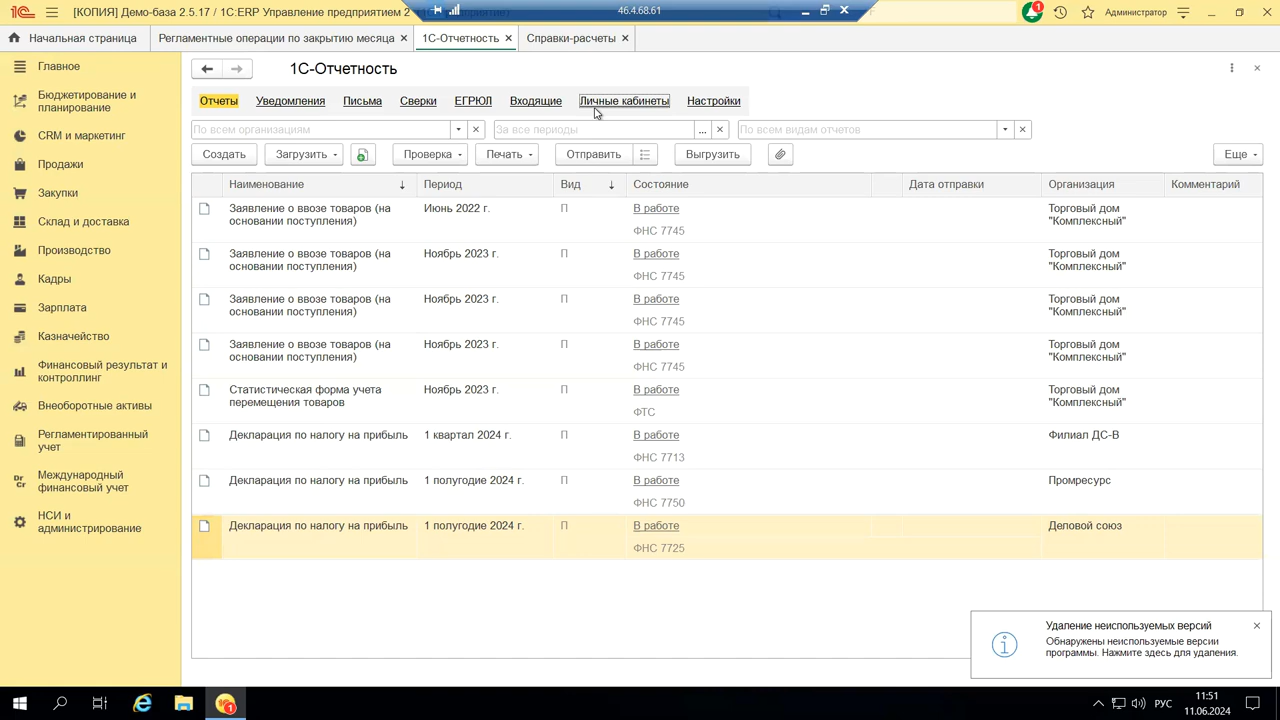 [КОПИЯ] Демо-база 2.5.17 / 1С:ERP Управление предприятием 2
46.4.68.61
1
Администратор
Начальная страница
Регламентные операции по закрытию месяца
1С-Отчетность
Справки-расчеты
Главное
Бюджетирование и
планирование
CRM и маркетинг
Продажи
Закупки
Склад и доставка
Производство
Кадры
Зарплата
Казначейство
Финансовый результат и
контроллинг
Внеоборотные активы
Регламентированный
учет
Международный
финансовый учет
НСИ и
администрирование
1С-Отчетность
Отчеты Уведомления Письма Сверки ЕГРЮЛ Входящие Личные кабинеты Настройки
По всем организациям За все периоды ... По всем видам отчетов
Создать Загрузить Проверка Печать Отправить Выгрузить Еще
Наименование Период Вид Состояние Дата отправки Организация Комментарий
Заявление о ввозе товаров (на Июнь 2022 г. П В работе Торговый дом
основании поступления) ФНС 7745 "Комплексный"
Заявление о ввозе товаров (на Ноябрь 2023 г. П В работе Торговый дом
основании поступления) ФНС 7745 "Комплексный"
Заявление о ввозе товаров (на Ноябрь 2023 г. П В работе Торговый дом
основании поступления) ФНС 7745 "Комплексный"
Заявление о ввозе товаров (на Ноябрь 2023 г. П В работе Торговый дом
основании поступления) ФНС 7745 "Комплексный"
Статистическая форма учета Ноябрь 2023 г. П В работе Торговый дом
перемещения товаров ФТС "Комплексный"
Декларация по налогу на прибыль 1 квартал 2024 г. П В работе Филиал ДС-В
ФНС 7713
Декларация по налогу на прибыль 1 полугодие 2024 г. П В работе Промресурс
ФНС 7750
Декларация по налогу на прибыль 1 полугодие 2024 г. П В работе Деловой союз
ФНС 7725
Удаление неиспользуемых версий
Обнаружены неиспользуемые версии
программы. Нажмите здесь для удаления.
1
РУС
11:51
11.06.2024